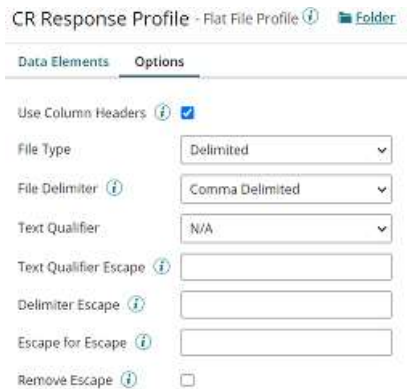 CR Response Profile - Flat File Profile i Folder
Data Elements Options
Use Column Headers i
File Type Delimited
File Delimiter i Comma Delimited
Text Qualifier N/A
Text Qualifier Escape i
Delimiter Escape i
Escape for Escape i
Remove Escape i